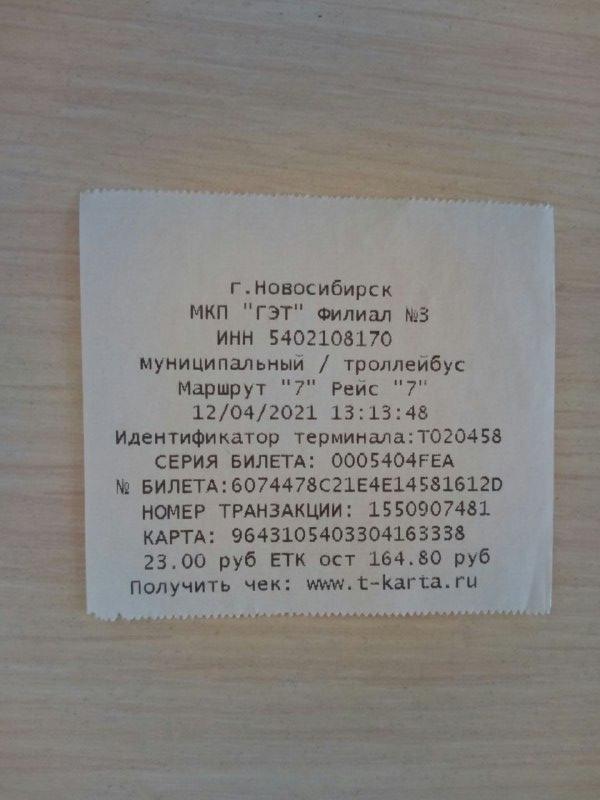 г.Новосибирск
МКП "ГЭТ" Филиал №3
ИНН 5402108170
муниципальный / троллейбус
Маршрут "7" Рейс "7"
12/04/2021 13:13:48
Идентификатор терминала:T020458
СЕРИЯ БИЛЕТА: 0005404FEA
№ БИЛЕТА:6074478C21E4E14581612D
НОМЕР ТРАНЗАКЦИИ: 1550907481
КАРТА: 9643105403304163338
23.00 руб ЕТК ост 164.80 руб
Получить чек: www.t-karta.ru